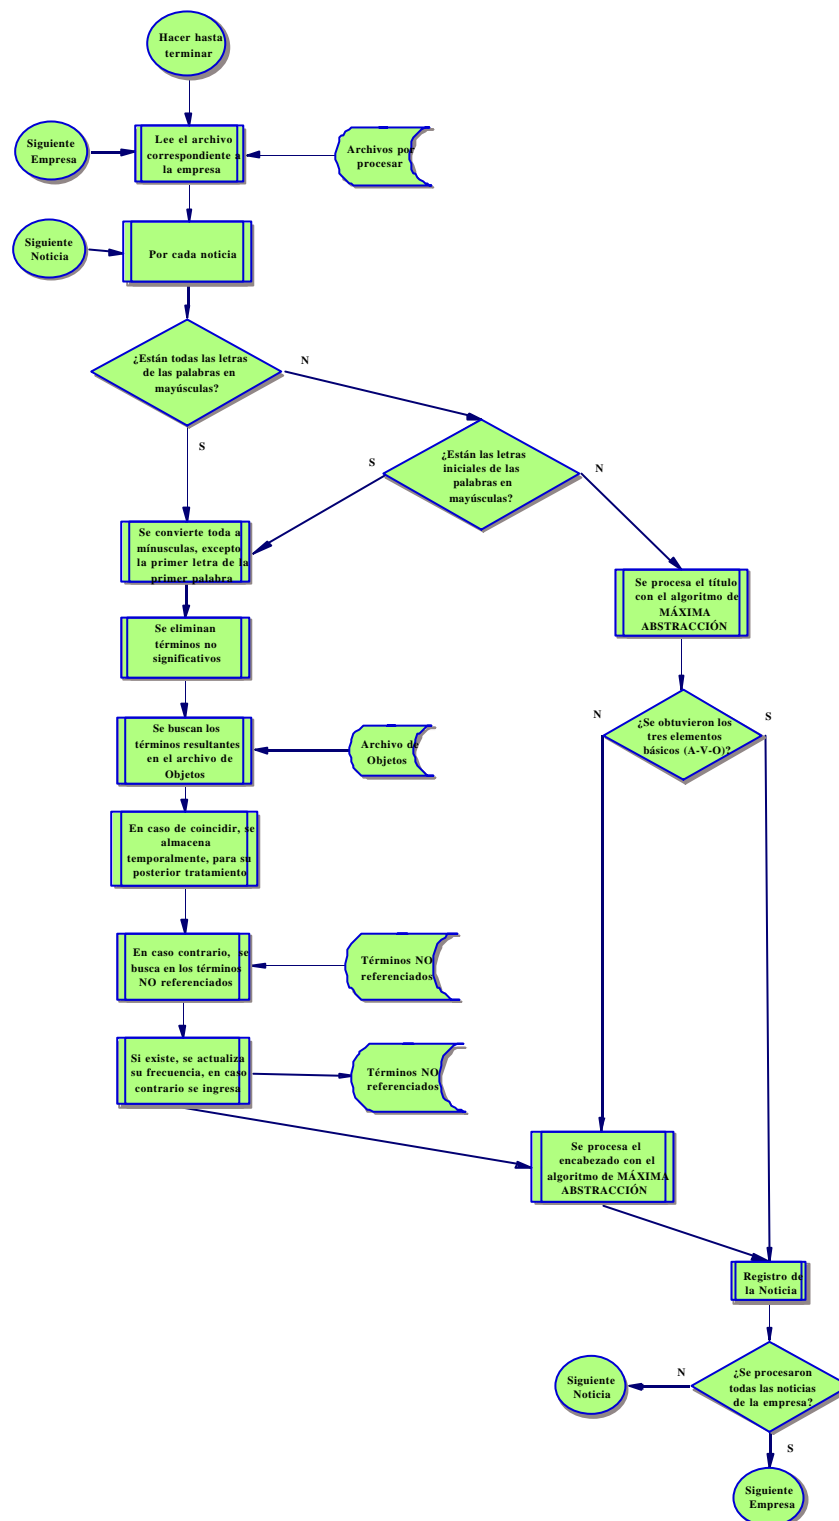 Hacer hasta
terminar
Siguiente
Empresa
Lee el archivo
correspondiente a
la empresa
Archivos por
procesar
Siguiente
Noticia
Por cada noticia
¿Están todas las letras
de las palabras en
mayúsculas?
N
S
¿Están las letras
iniciales de las
palabras en
mayúsculas?
S
N
Se convierte toda a
mínusculas, excepto
la primer letra de la
primer palabra
Se procesa el título
con el algoritmo de
MÁXIMA
ABSTRACCIÓN
Se eliminan
términos no
significativos
¿Se obtuvieron los
tres elementos
básicos (A-V-O)?
N
S
Se buscan los
términos resultantes
en el archivo de
Objetos
Archivo de
Objetos
En caso de coincidir, se
almacena
temporalmente, para su
posterior tratamiento
En caso contrario, se
busca en los términos
NO referenciados
Términos NO
referenciados
Si existe, se actualiza
su frecuencia, en caso
contrario se ingresa
Términos NO
referenciados
Se procesa el
encabezado con el
algoritmo de MÁXIMA
ABSTRACCIÓN
Registro de
la Noticia
¿Se procesaron
todas las noticias
de la empresa?
N
S
Siguiente
Noticia
Siguiente
Empresa